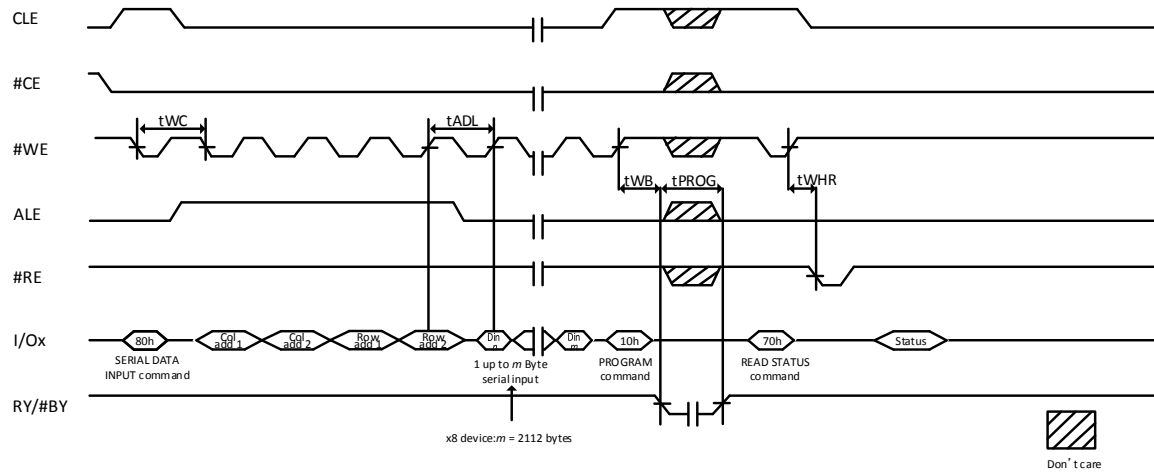 CLE
#CE
tWC
tADL
#WE
tWB
tPROG
tWHR
ALE
#RE
I/Ox
80h
Col
add 1
Col
add 2
Row
add 1
Row
add 2
Din
n
Din
m
10h
70h
Status
SERIAL DATA
INPUT command
1 up to m Byte
serial input
PROGRAM
command
READ STATUS
command
RY/#BY
x8 device:m = 2112 bytes
Don't care